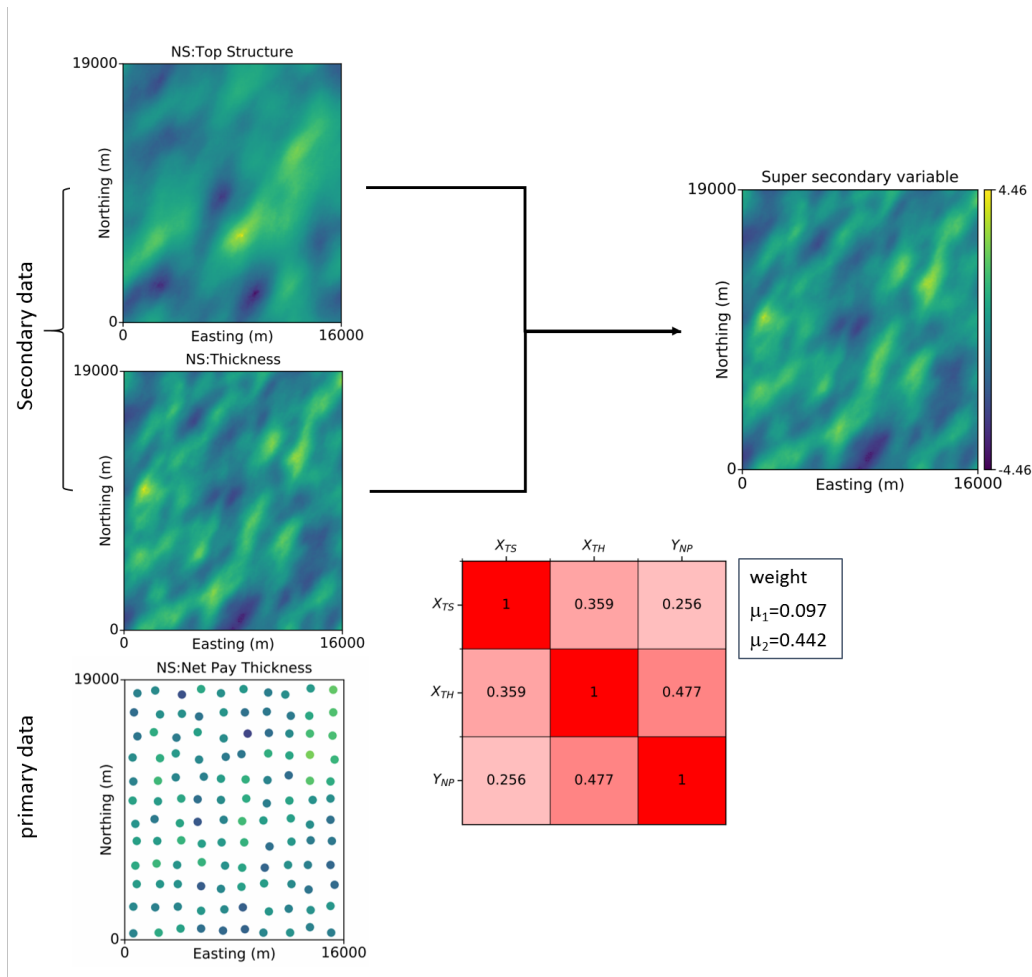 NS:Top Structure
19000
Northing (m)
0
0
16000
Easting (m)
Secondary data
NS:Thickness
19000
Northing (m)
0
0
16000
Easting (m)
Super secondary variable
19000
4.46
Northing (m)
0
-4.46
0
16000
Easting (m)
X_TS X_TH Y_NP
X_TS 1 0.359 0.256
X_TH 0.359 1 0.477
Y_NP 0.256 0.477 1
weight
μ₁=0.097
μ₂=0.442
primary data
NS:Net Pay Thickness
19000
Northing (m)
0
0
16000
Easting (m)